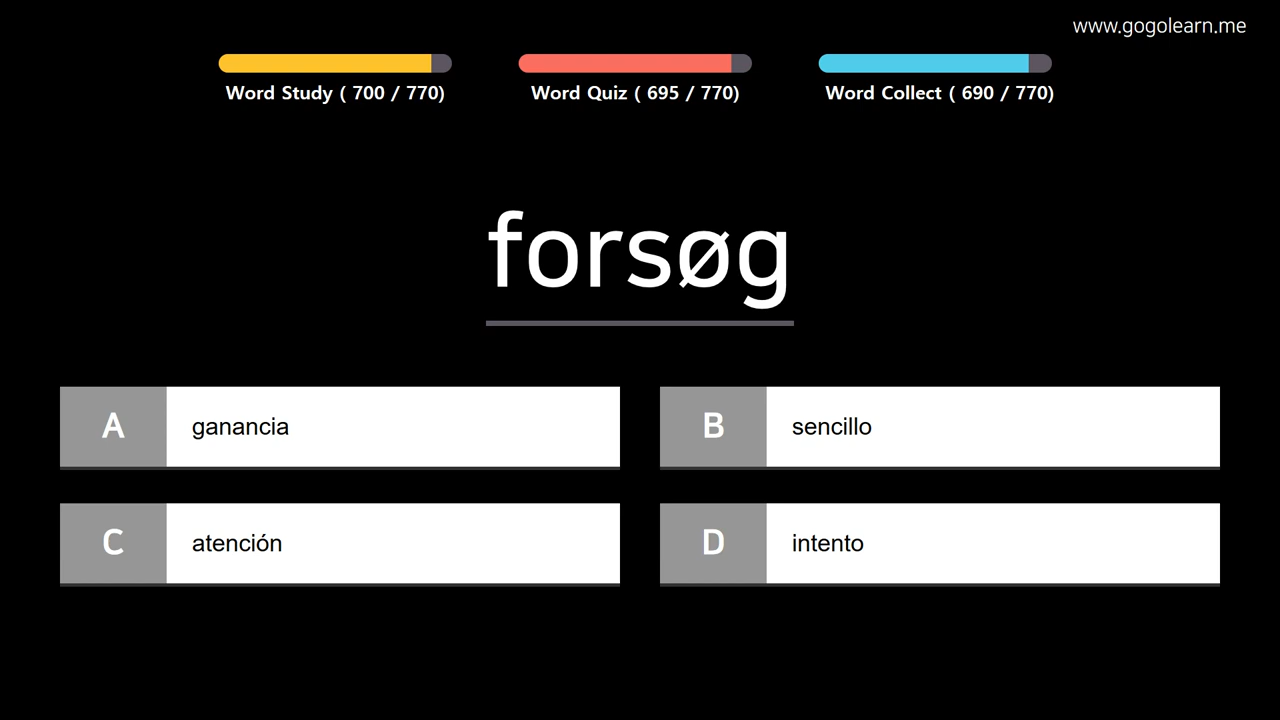 www.gogolearn.me
Word Study ( 700 / 770)
Word Quiz ( 695 / 770)
Word Collect ( 690 / 770)
forsøg
A
ganancia
B
sencillo
C
atención
D
intento